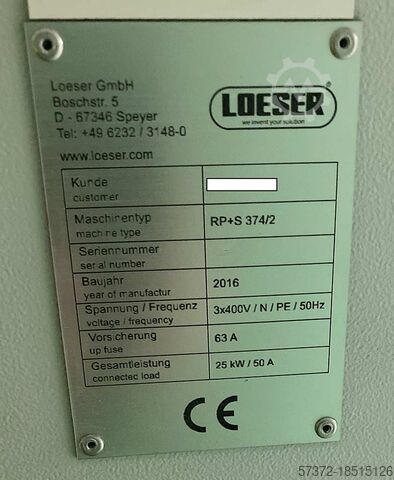 Loeser GmbH
Boschstr. 5
D - 67346 Speyer
Tel: +49 6232 / 3148-0
www.loeser.com
LOESER
we invent your solution
Kunde
customer
Maschinentyp
machine type
RP+S 374/2
Seriennummer
serial number
Baujahr
year of manufactur
2016
Spannung / Frequenz
voltage / frequency
3x400V / N / PE / 50Hz
Vorsicherung
up fuse
63 A
Gesamtleistung
connected load
25 kW / 50 A
CE
57372-18515126